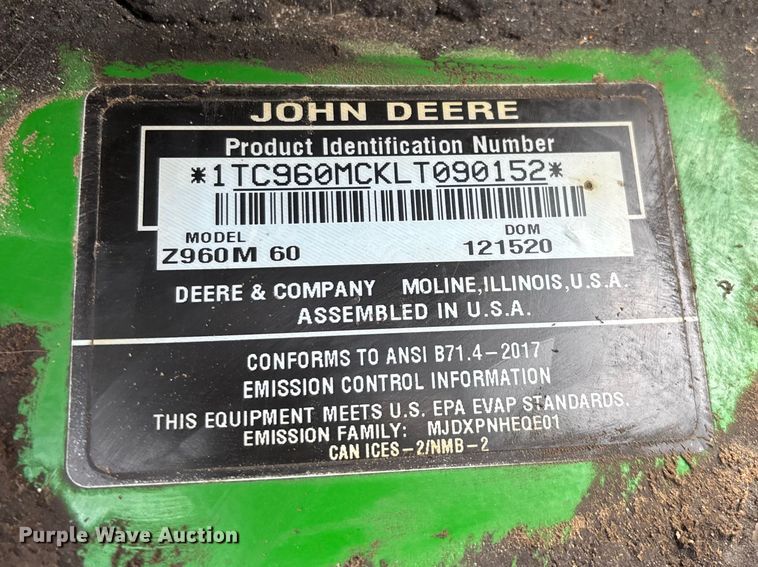 JOHN DEERE
Product Identification Number
*1TC960MCKLT090152*
MODEL DOM
Z960M 60 121520
DEERE & COMPANY MOLINE, ILLINOIS, U.S.A.
ASSEMBLED IN U.S.A.
CONFORMS TO ANSI B71.4-2017
EMISSION CONTROL INFORMATION
THIS EQUIPMENT MEETS U.S. EPA EVAP STANDARDS.
EMISSION FAMILY: MJDXPNHEQE01
CAN ICES-2/NMB-2
Purple Wave Auction